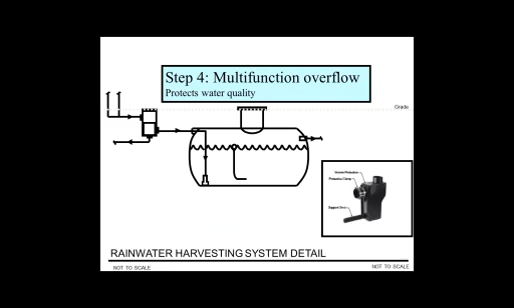 Step 4: Multifunction overflow
Protects water quality
Grade
RAINWATER HARVESTING SYSTEM DETAIL
NOT TO SCALE
NOT TO SCALE